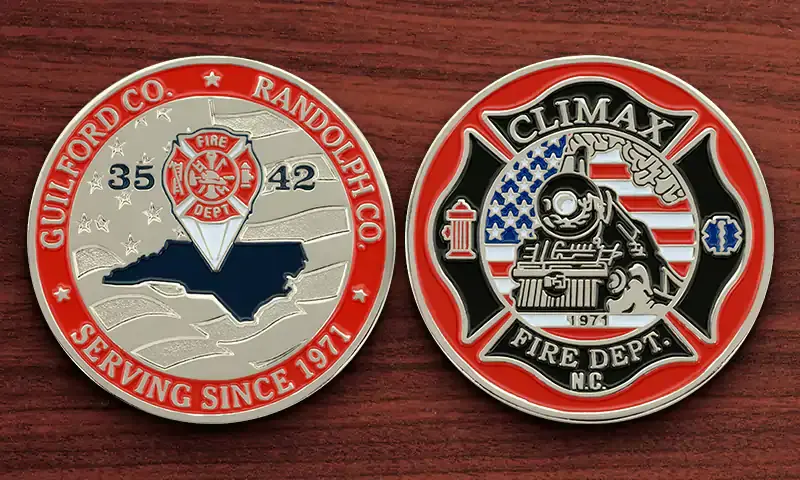 GUILFORD CO. ★ RANDOLPH CO.
35
FIRE
DEPT
42
SERVING SINCE 1971
CLIMAX
1971
FIRE DEPT.
N.C.